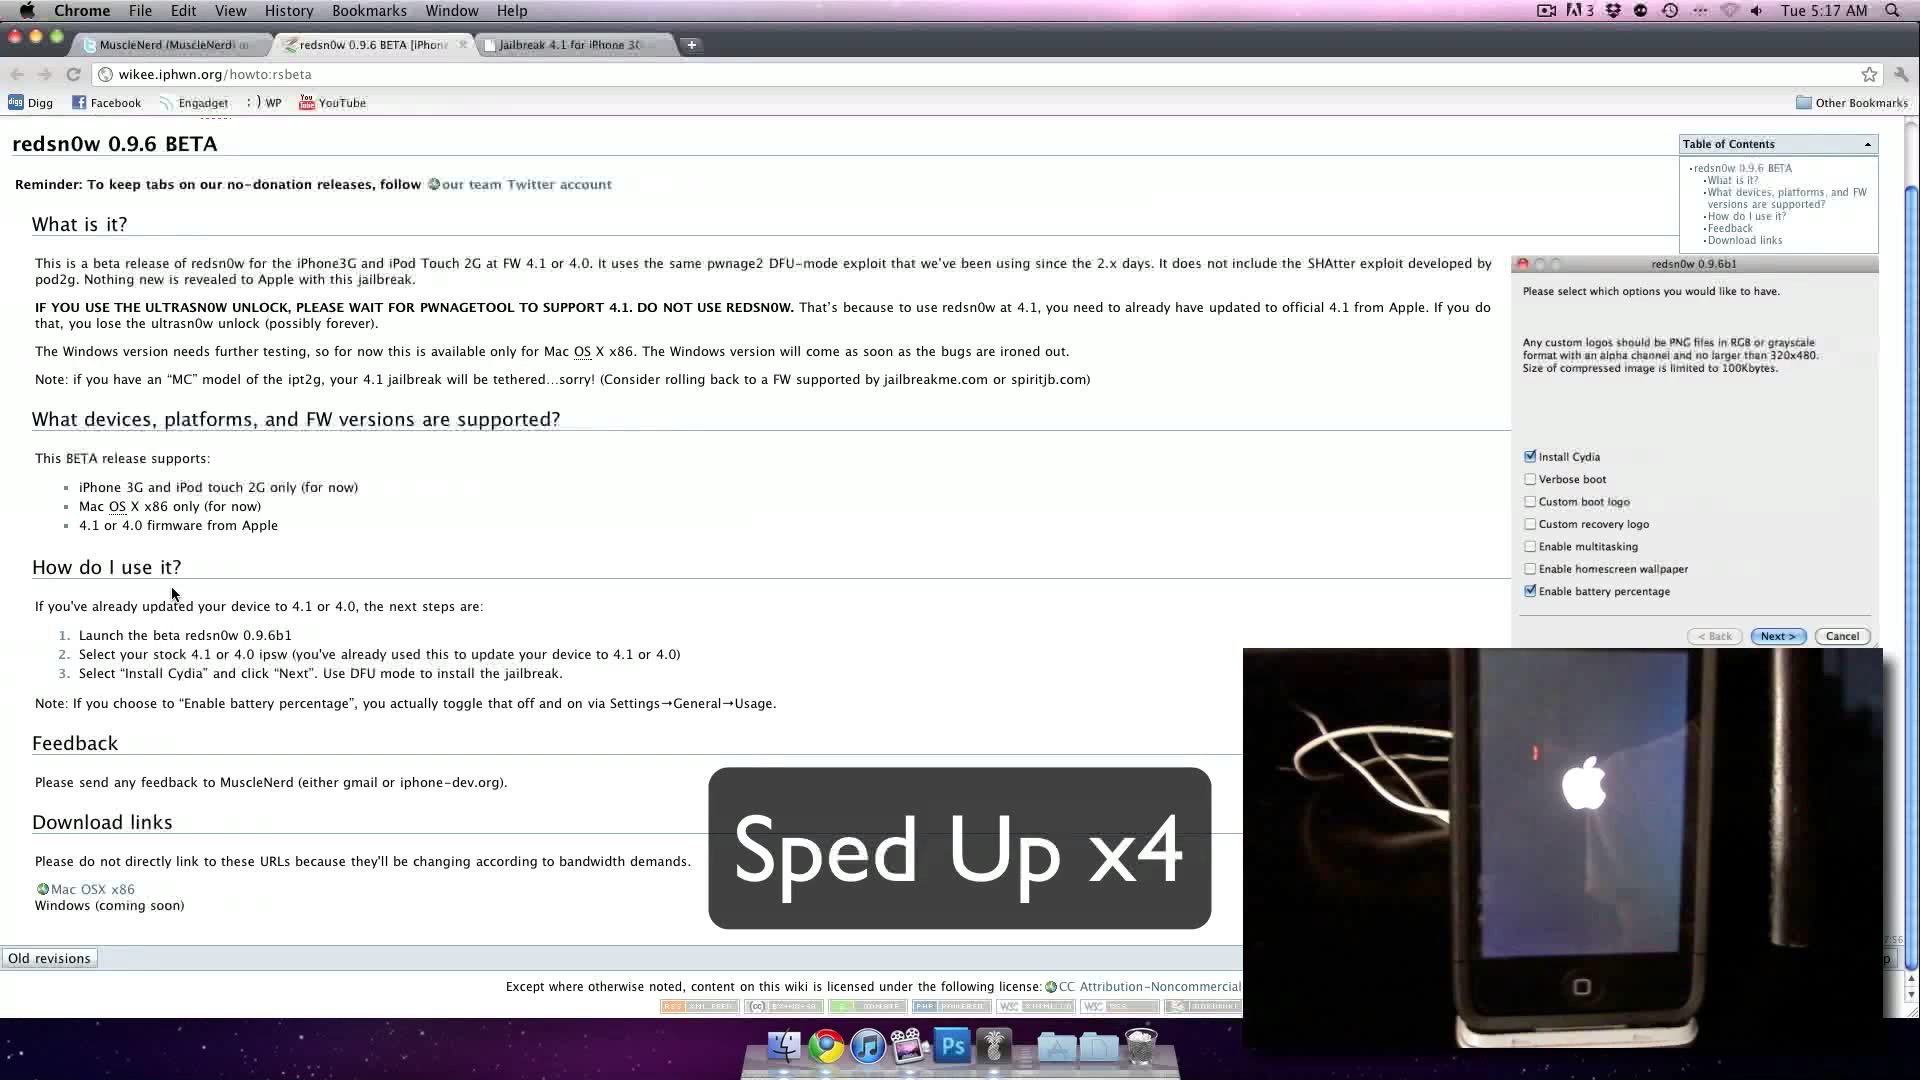 Chrome File Edit View History Bookmarks Window Help
3 Tue 5:17 AM
MuscleNerd (MuscleNerd)
redsn0w 0.9.6 BETA [iPhon
Jailbreak 4.1 for iPhone 3G
wikee.iphwn.org/howto:rsbeta
digg Digg Facebook Engadget :) WP You Tube YouTube Other Bookmarks
redsn0w 0.9.6 BETA
Reminder: To keep tabs on our no-donation releases, follow our team Twitter account
Table of Contents
redsn0w 0.9.6 BETA
What is it?
What devices, platforms, and FW
versions are supported?
How do I use it?
Feedback
Download links
What is it?
This is a beta release of redsn0w for the iPhone3G and iPod Touch 2G at FW 4.1 or 4.0. It uses the same pwnage2 DFU-mode exploit that we've been using since the 2.x days. It does not include the SHAtter exploit developed by
pod2g. Nothing new is revealed to Apple with this jailbreak.
IF YOU USE THE ULTRASN0W UNLOCK, PLEASE WAIT FOR PWNAGETOOL TO SUPPORT 4.1. DO NOT USE REDSN0W. That's because to use redsn0w at 4.1, you need to already have updated to official 4.1 from Apple. If you do
that, you lose the ultrasn0w unlock (possibly forever).
The Windows version needs further testing, so for now this is available only for Mac OS X x86. The Windows version will come as soon as the bugs are ironed out.
Note: if you have an “MC” model of the ipt2g, your 4.1 jailbreak will be tethered...sorry! (Consider rolling back to a FW supported by jailbreakme.com or spiritjb.com)
What devices, platforms, and FW versions are supported?
This BETA release supports:
iPhone 3G and iPod touch 2G only (for now)
Mac OS X x86 only (for now)
4.1 or 4.0 firmware from Apple
How do I use it?
If you've already updated your device to 4.1 or 4.0, the next steps are:
1. Launch the beta redsn0w 0.9.6b1
2. Select your stock 4.1 or 4.0 ipsw (you've already used this to update your device to 4.1 or 4.0)
3. Select “Install Cydia” and click “Next”. Use DFU mode to install the jailbreak.
Note: If you choose to “Enable battery percentage”, you actually toggle that off and on via Settings→General→Usage.
Feedback
Please send any feedback to MuscleNerd (either gmail or iphone-dev.org).
Download links
Please do not directly link to these URLs because they'll be changing according to bandwidth demands.
Mac OSX x86
Windows (coming soon)
redsn0w 0.9.6b1
Please select which options you would like to have.
Any custom logos should be PNG files in RGB or grayscale
format with an alpha channel and no larger than 320x480.
Size of compressed image is limited to 100Kbytes.
Install Cydia
Verbose boot
Custom boot logo
Custom recovery logo
Enable multitasking
Enable homescreen wallpaper
Enable battery percentage
< Back Next > Cancel
Sped Up x4
Old revisions
Except where otherwise noted, content on this wiki is licensed under the following license: CC Attribution-Noncommercial
Ps